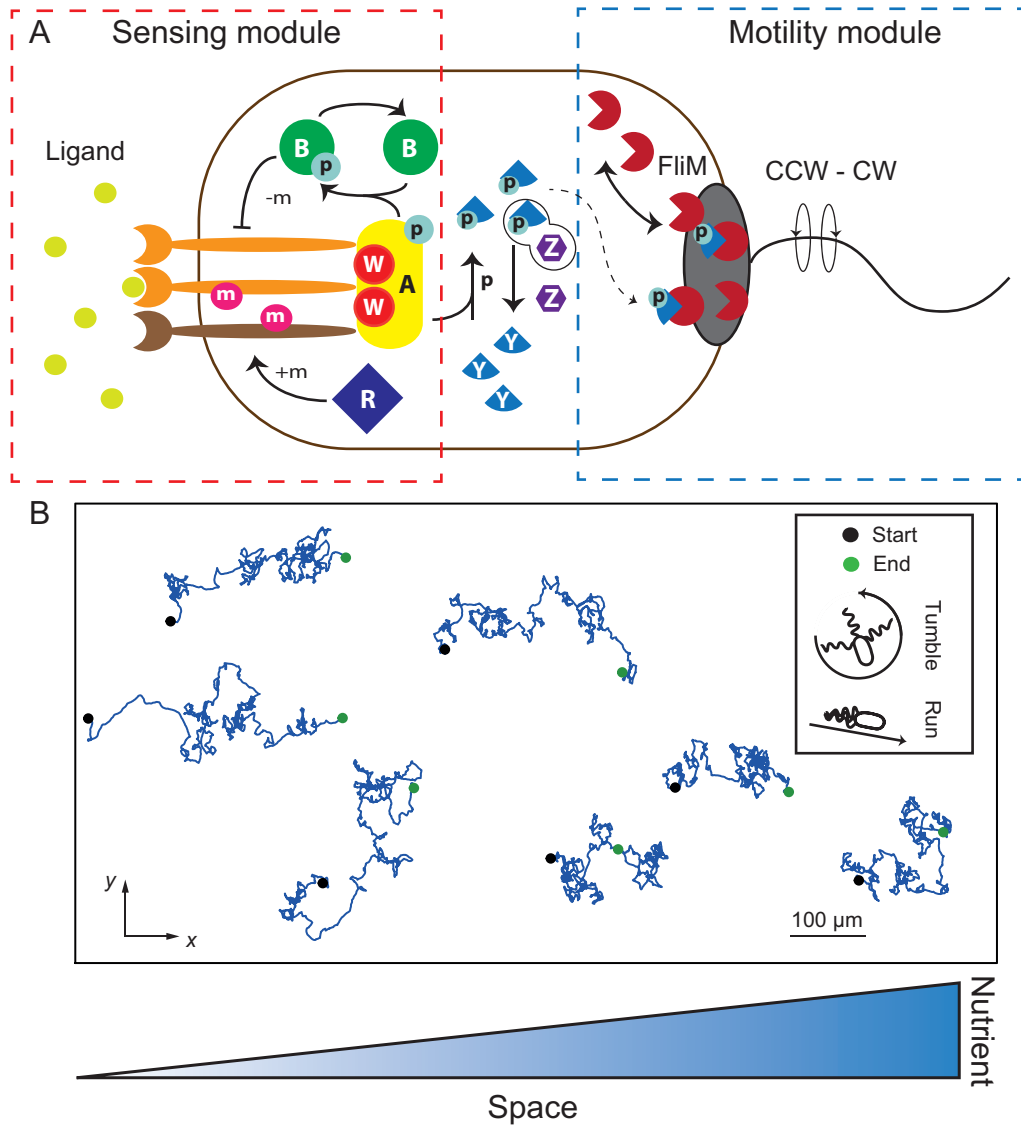 A
Sensing module
Motility module
Ligand
B
B
p
-m
p
p
p
FliM
CCW - CW
p
p
W
A
Z
p
m
W
Z
p
m
+m
Y
Y
Y
R
B
Start
End
Tumble
Run
y
x
100 μm
Nutrient
Space